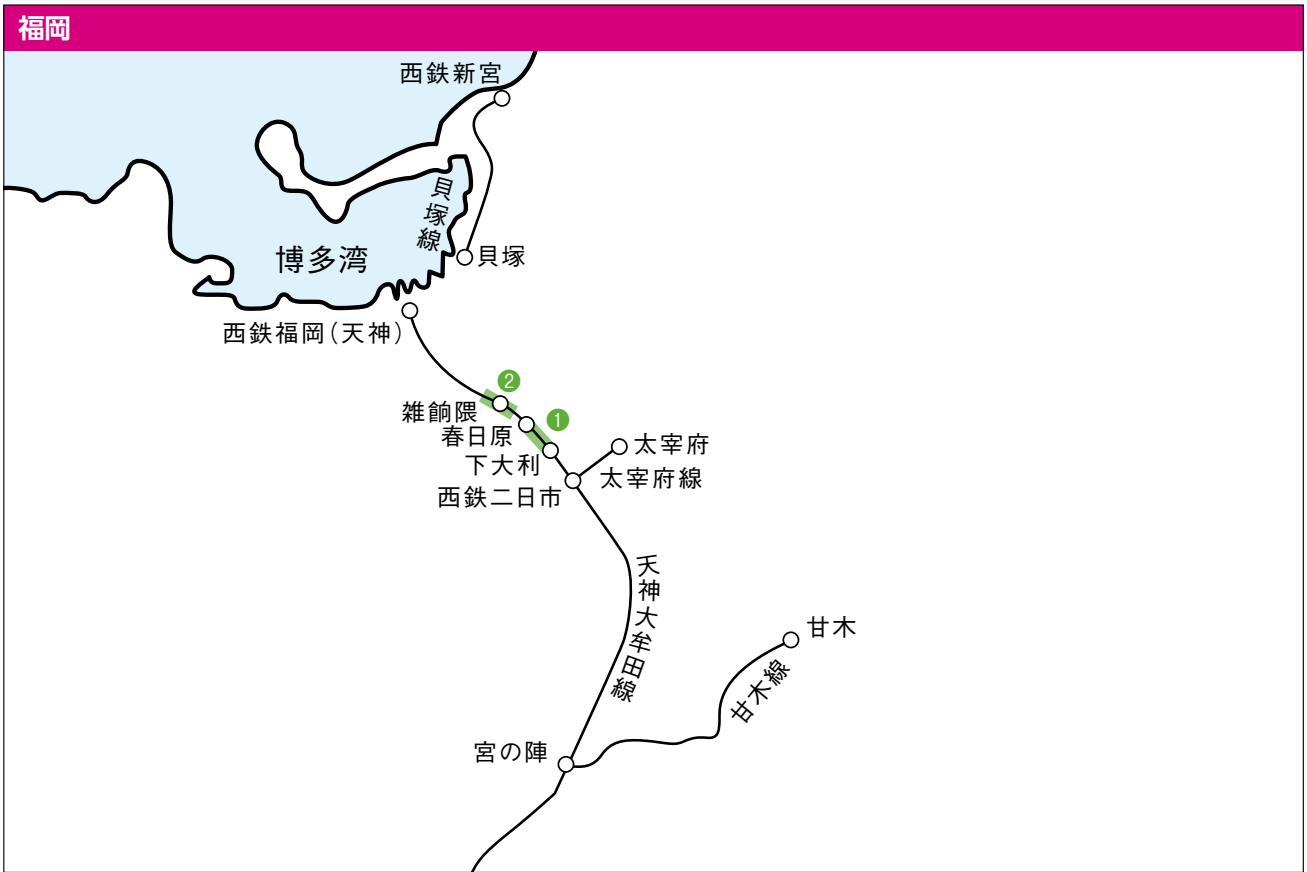 福岡
西鉄新宮
貝塚線
博多湾
貝塚
西鉄福岡(天神)
❷
雑餉隈
❶
春日原
太宰府
下大利
太宰府線
西鉄二日市
天神大牟田線
甘木
甘木線
宮の陣